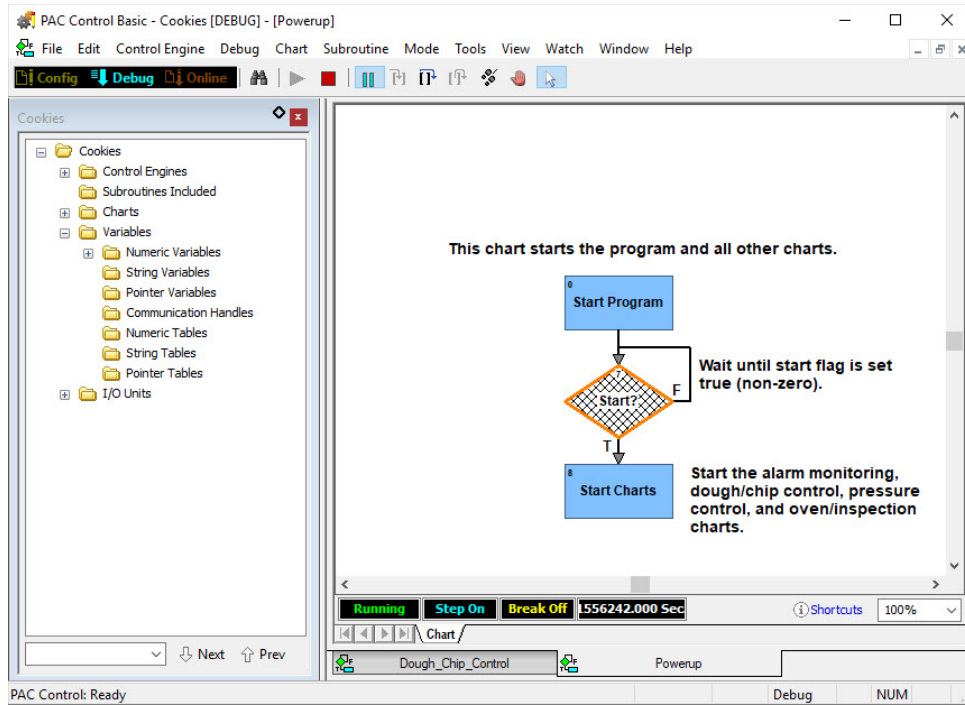 PAC Control Basic - Cookies [DEBUG] - [Powerup]
File Edit Control Engine Debug Chart Subroutine Mode Tools View Watch Window Help
Config Debug Online
Cookies
Cookies
Control Engines
Subroutines Included
Charts
Variables
Numeric Variables
String Variables
Pointer Variables
Communication Handles
Numeric Tables
String Tables
Pointer Tables
I/O Units
Next Prev
This chart starts the program and all other charts.
0
Start Program
Wait until start flag is set
true (non-zero).
7
Start?
F
T
8
Start Charts
Start the alarm monitoring,
dough/chip control, pressure
control, and oven/inspection
charts.
Running Step On Break Off 1556242.000 Sec
Shortcuts 100%
Chart
Dough_Chip_Control Powerup
PAC Control: Ready Debug NUM